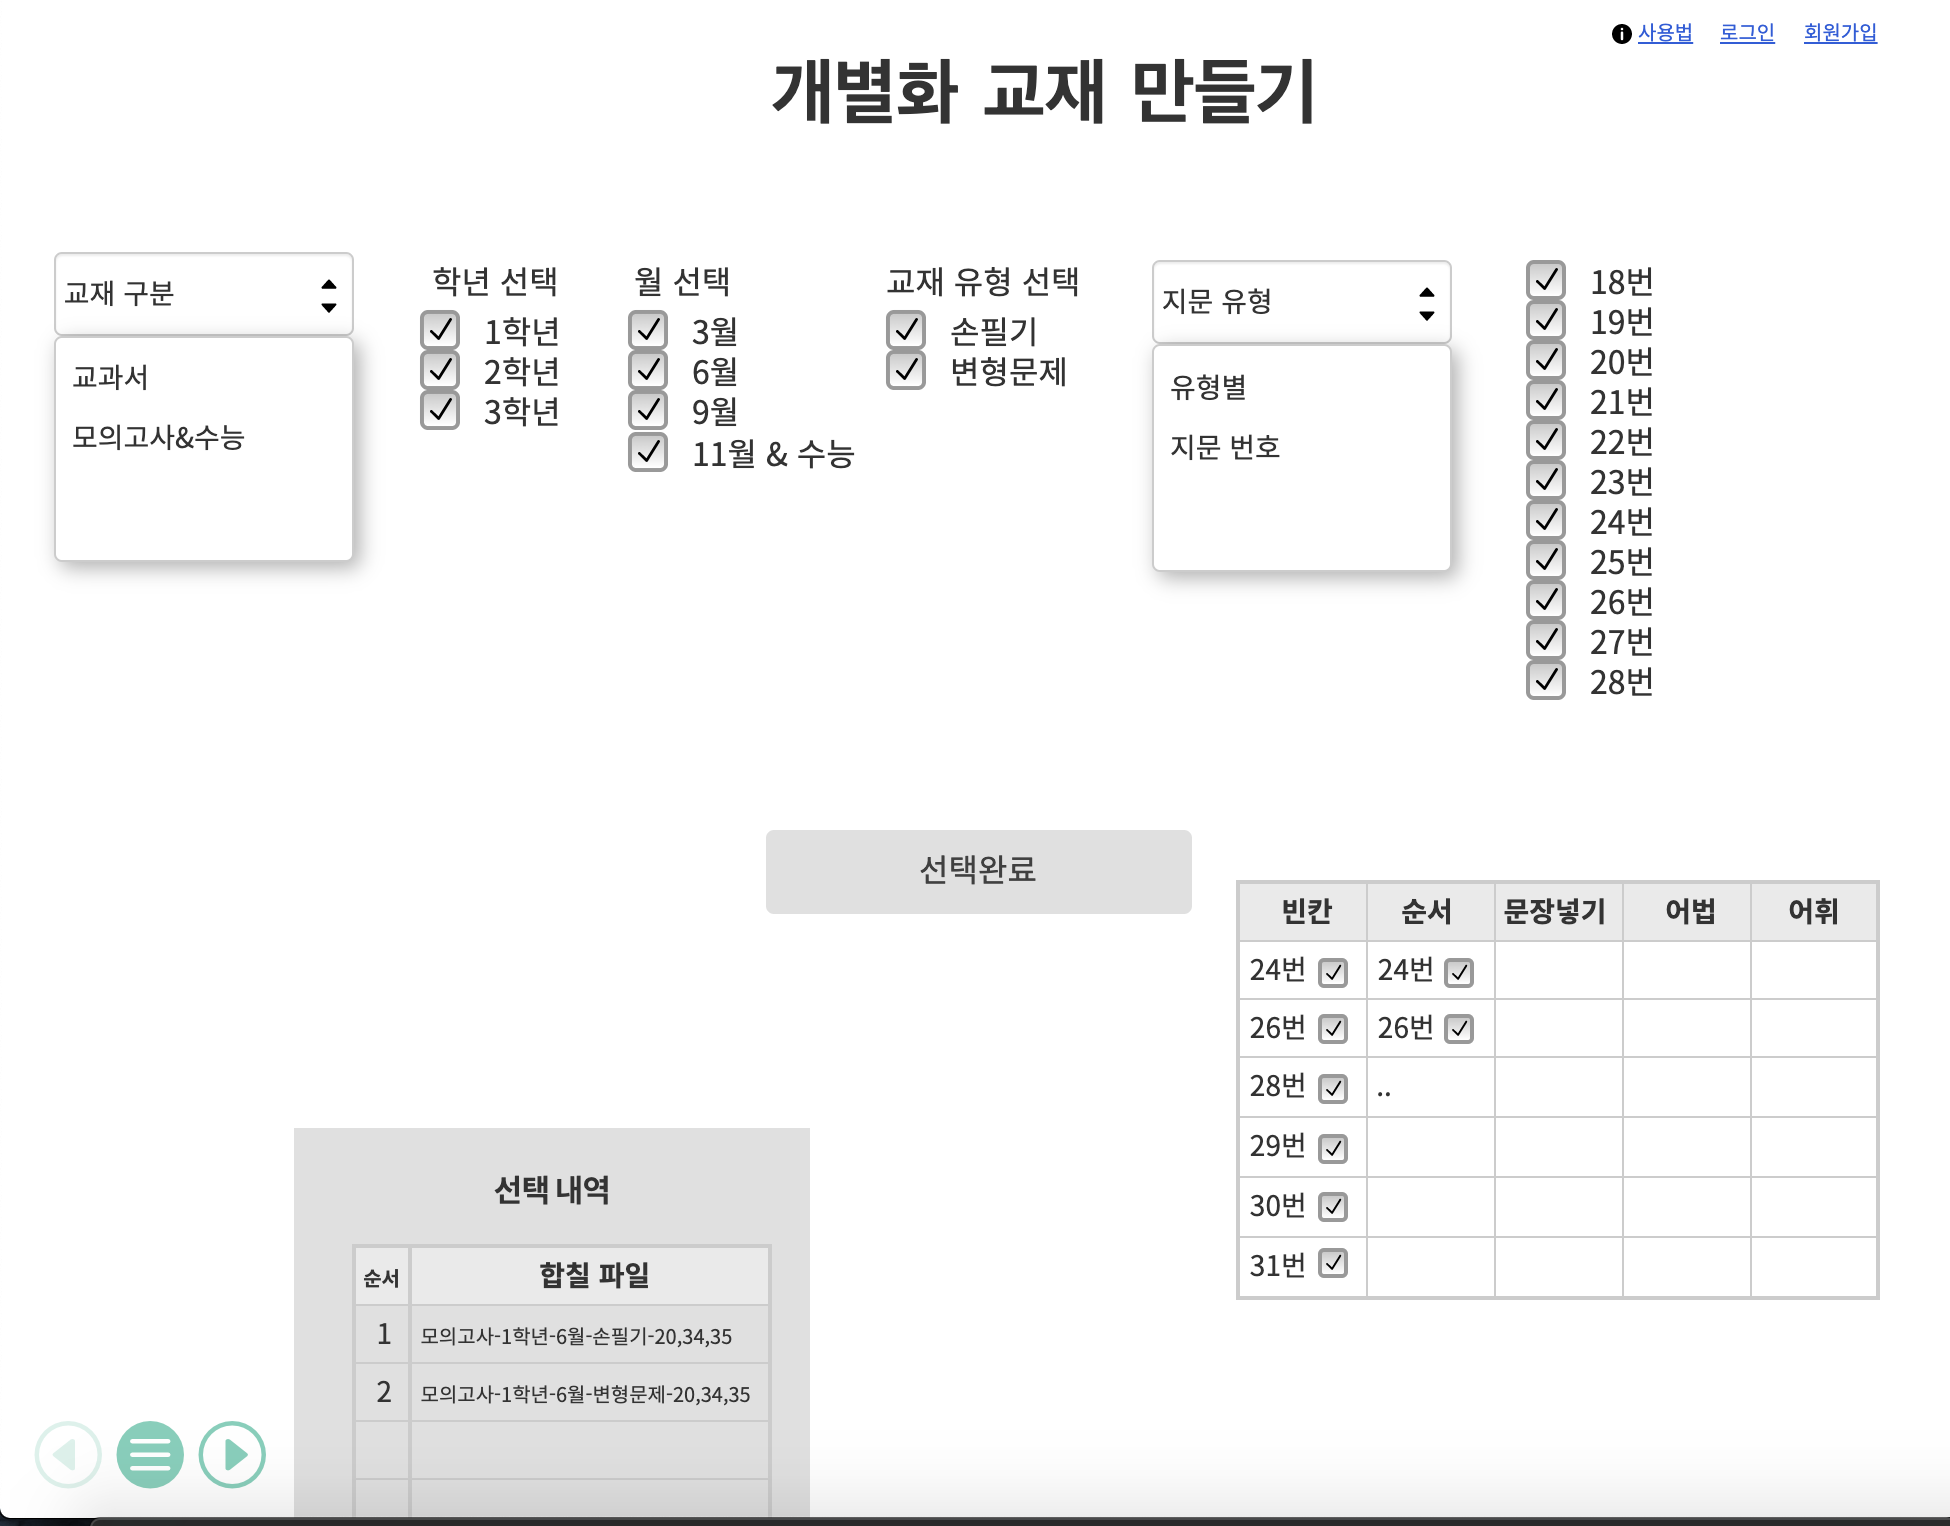 사용법 로그인 회원가입
개별화 교재 만들기
교재 구분
교과서
모의고사&수능
학년 선택
1학년
2학년
3학년
월 선택
3월
6월
9월
11월 & 수능
교재 유형 선택
손필기
변형문제
지문 유형
유형별
지문 번호
18번
19번
20번
21번
22번
23번
24번
25번
26번
27번
28번
선택완료
빈칸 순서 문장넣기 어법 어휘
24번 24번
26번 26번
28번 ..
29번
30번
31번
선택 내역
순서 합칠 파일
1 모의고사-1학년-6월-손필기-20,34,35
2 모의고사-1학년-6월-변형문제-20,34,35